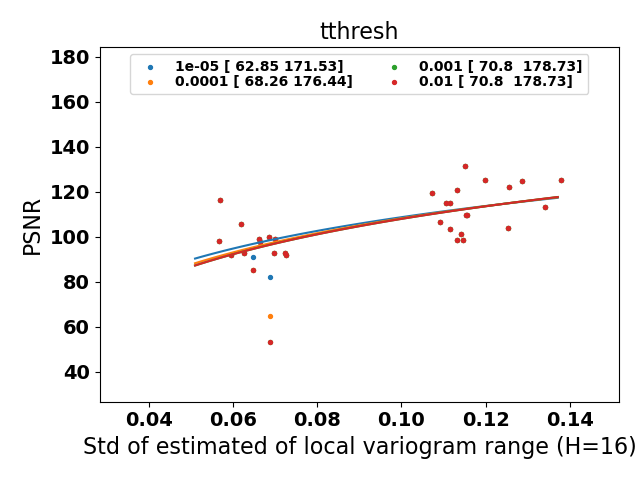 tthresh
1e-05 [ 62.85 171.53]
0.0001 [ 68.26 176.44]
0.001 [ 70.8  178.73]
0.01 [ 70.8  178.73]
180
160
140
120
100
80
60
40
PSNR
0.04 0.06 0.08 0.10 0.12 0.14
Std of estimated of local variogram range (H=16)